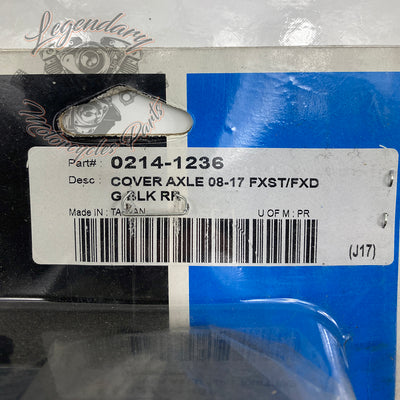 Legendary
Motorcycles Parts
Part# : 0214-1236
Desc : COVER AXLE 08-17 FXST/FXD
G BLK RR
Made IN : TAIWAN U OF M : PR
(J17)